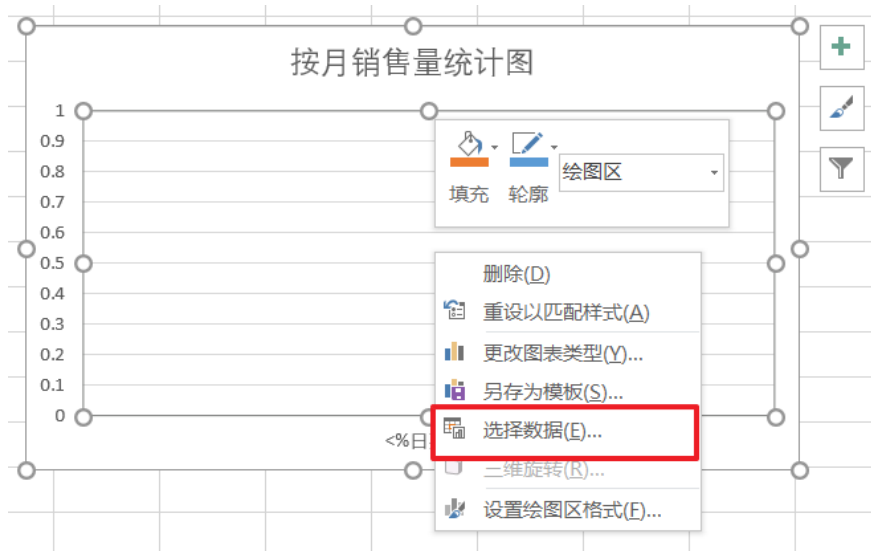 按月销售量统计图
1
0.9
0.8
0.7
0.6
0.5
0.4
0.3
0.2
0.1
0
<%日
填充 轮廓
绘图区
删除(D)
重设以匹配样式(A)
更改图表类型(Y)...
另存为模板(S)...
选择数据(E)...
三维旋转(R)...
设置绘图区格式(F)...